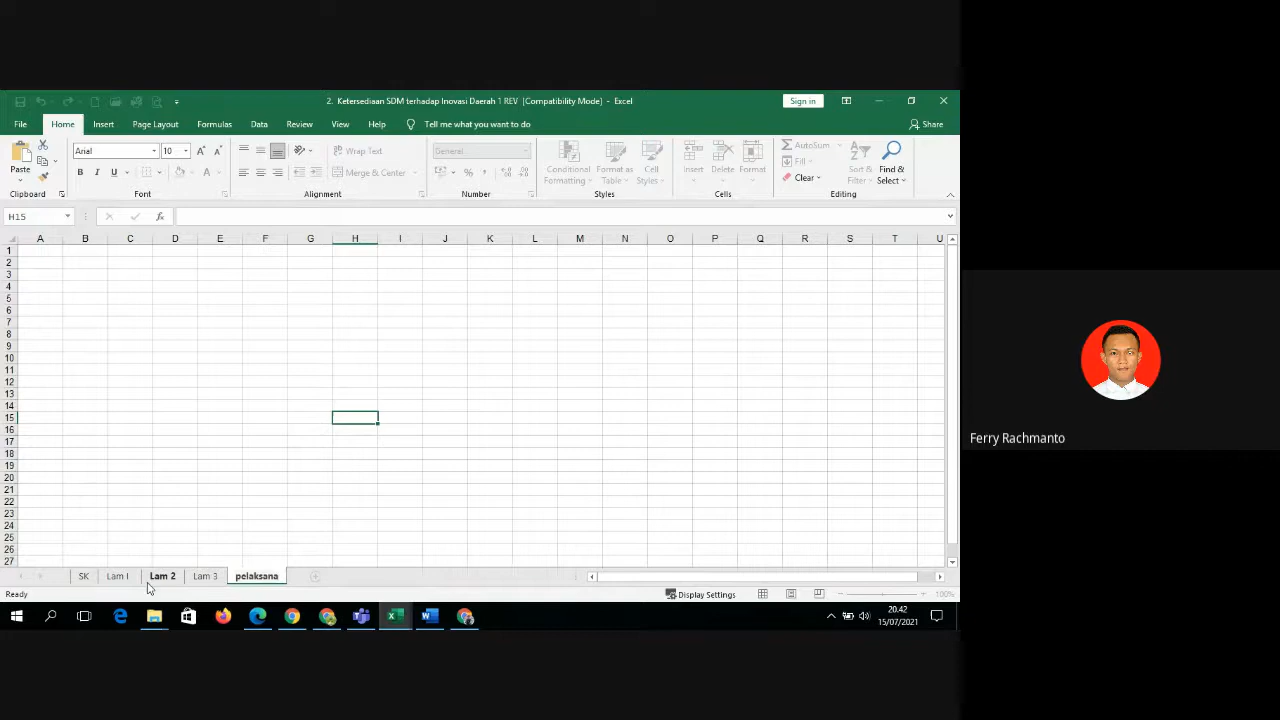 2. Ketersediaan SDM terhadap Inovasi Daerah 1 REV [Compatibility Mode] - Excel
Sign in
File Home Insert Page Layout Formulas Data Review View Help Tell me what you want to do Share
Paste
Arial 10
Wrap Text
Merge & Center
General
Conditional Formatting
Format as Table
Cell Styles
Insert Delete Format
AutoSum
Fill
Clear
Sort & Filter
Find & Select
Clipboard Font Alignment Number Styles Cells Editing
H15 fx
A B C D E F G H I J K L M N O P Q R S T U
1
2
3
4
5
6
7
8
9
10
11
12
13
14
15
16
17
18
19
20
21
22
23
24
25
26
27
SK Lam I Lam 2 Lam 3 pelaksana
Ready Display Settings 100%
20.42
15/07/2021
Ferry Rachmanto